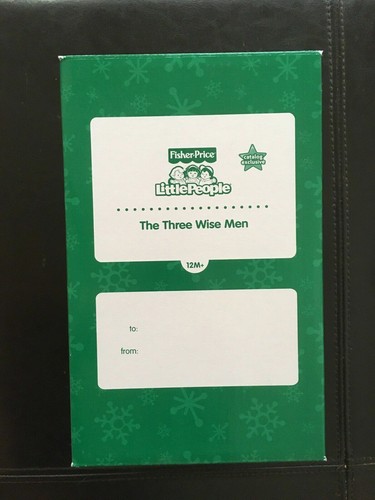 Fisher-Price
catalog
exclusive
Little People
The Three Wise Men
12M+
to:
from: